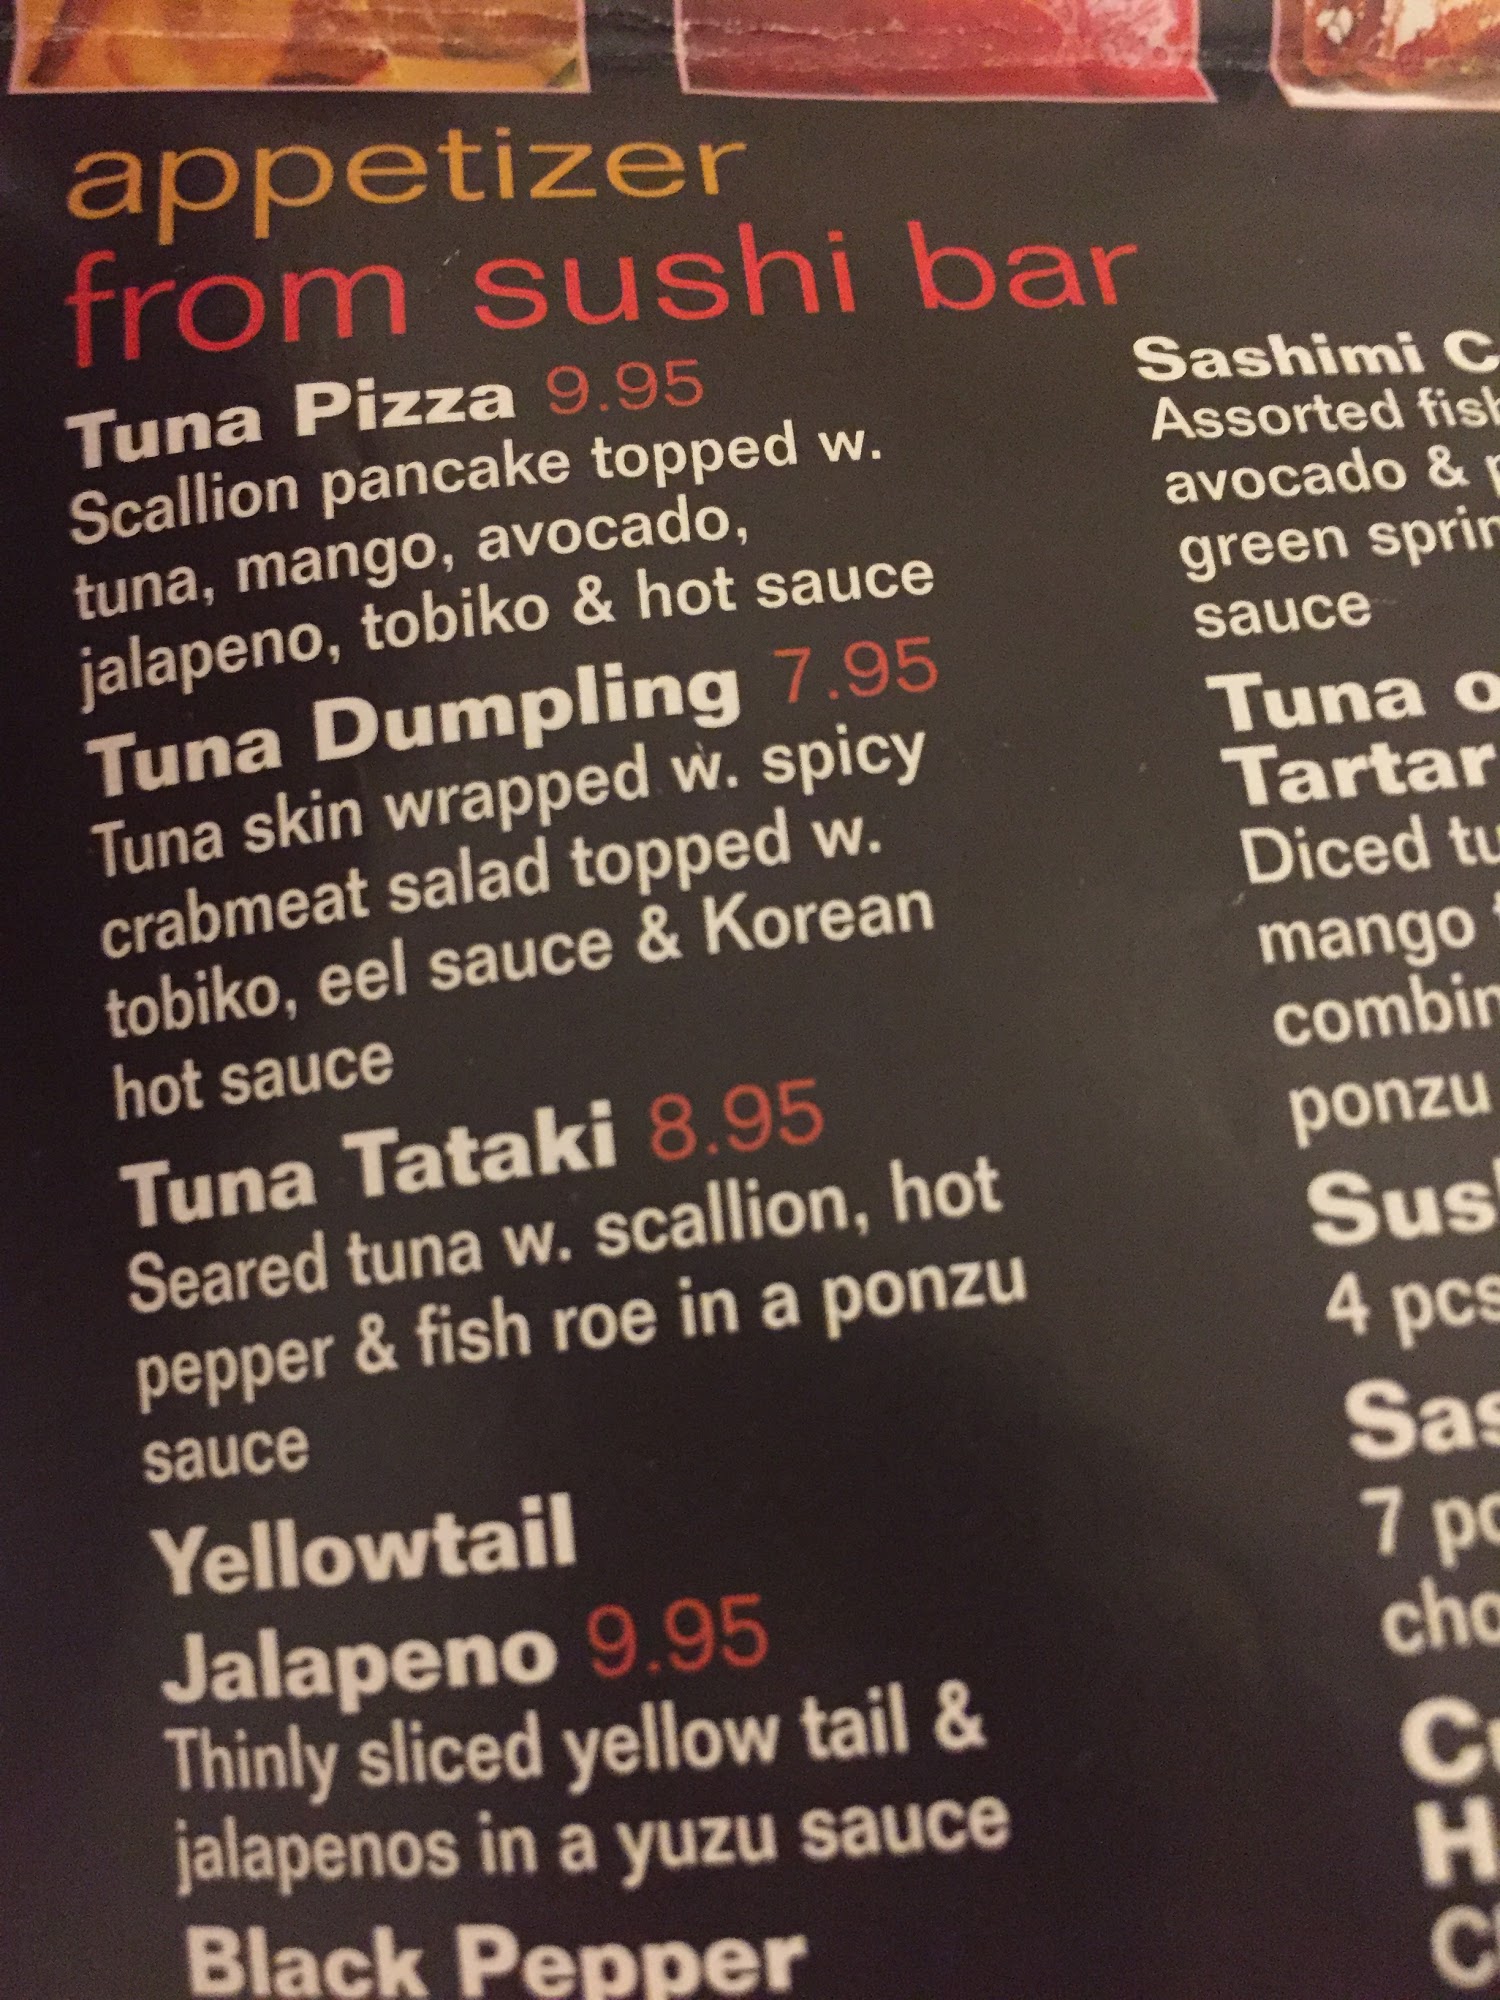 appetizer
from sushi bar
Tuna Pizza 9.95
Scallion pancake topped w.
tuna, mango, avocado,
jalapeno, tobiko & hot sauce
Tuna Dumpling 7.95
Tuna skin wrapped w. spicy
crabmeat salad topped w.
tobiko, eel sauce & Korean
hot sauce
Tuna Tataki 8.95
Seared tuna w. scallion, hot
pepper & fish roe in a ponzu
sauce
Yellowtail
Jalapeno 9.95
Thinly sliced yellow tail &
jalapenos in a yuzu sauce
Black Pepper
Sashimi
Assorted
avocado &
green
sauce
Tuna
Diced
mango
ponzu
4 pcs
7